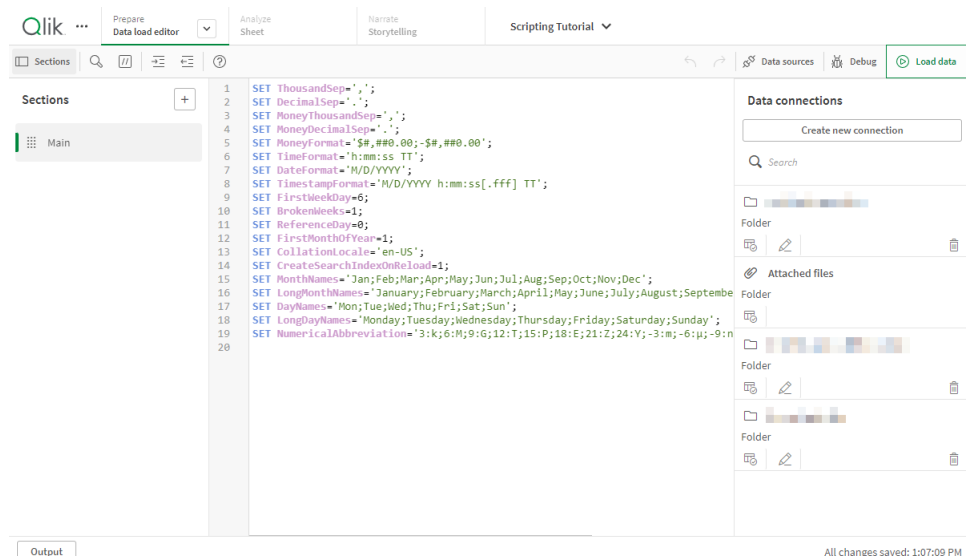 Qlik
Prepare
Data load editor
Analyze
Sheet
Narrate
Storytelling
Scripting Tutorial
Sections
Data sources
Debug
Load data
Sections
Main
1 SET ThousandSep=',';
2 SET DecimalSep='.';
3 SET MoneyThousandSep=',';
4 SET MoneyDecimalSep='.';
5 SET MoneyFormat='$#,##0.00;-$#,##0.00';
6 SET TimeFormat='h:mm:ss TT';
7 SET DateFormat='M/D/YYYY';
8 SET TimestampFormat='M/D/YYYY h:mm:ss[.fff] TT';
9 SET FirstWeekDay=6;
10 SET BrokenWeeks=1;
11 SET ReferenceDay=0;
12 SET FirstMonthOfYear=1;
13 SET CollationLocale='en-US';
14 SET CreateSearchIndexOnReload=1;
15 SET MonthNames='Jan;Feb;Mar;Apr;May;Jun;Jul;Aug;Sep;Oct;Nov;Dec';
16 SET LongMonthNames='January;February;March;April;May;June;July;August;Septembe
17 SET DayNames='Mon;Tue;Wed;Thu;Fri;Sat;Sun';
18 SET LongDayNames='Monday;Tuesday;Wednesday;Thursday;Friday;Saturday;Sunday';
19 SET NumericalAbbreviation='3:k;6:M;9:G;12:T;15:P;18:E;21:Z;24:Y;-3:m;-6:μ;-9:n
20
Data connections
Create new connection
Search
Folder
Attached files
Folder
Folder
Folder
Output
All changes saved: 1:07:09 PM